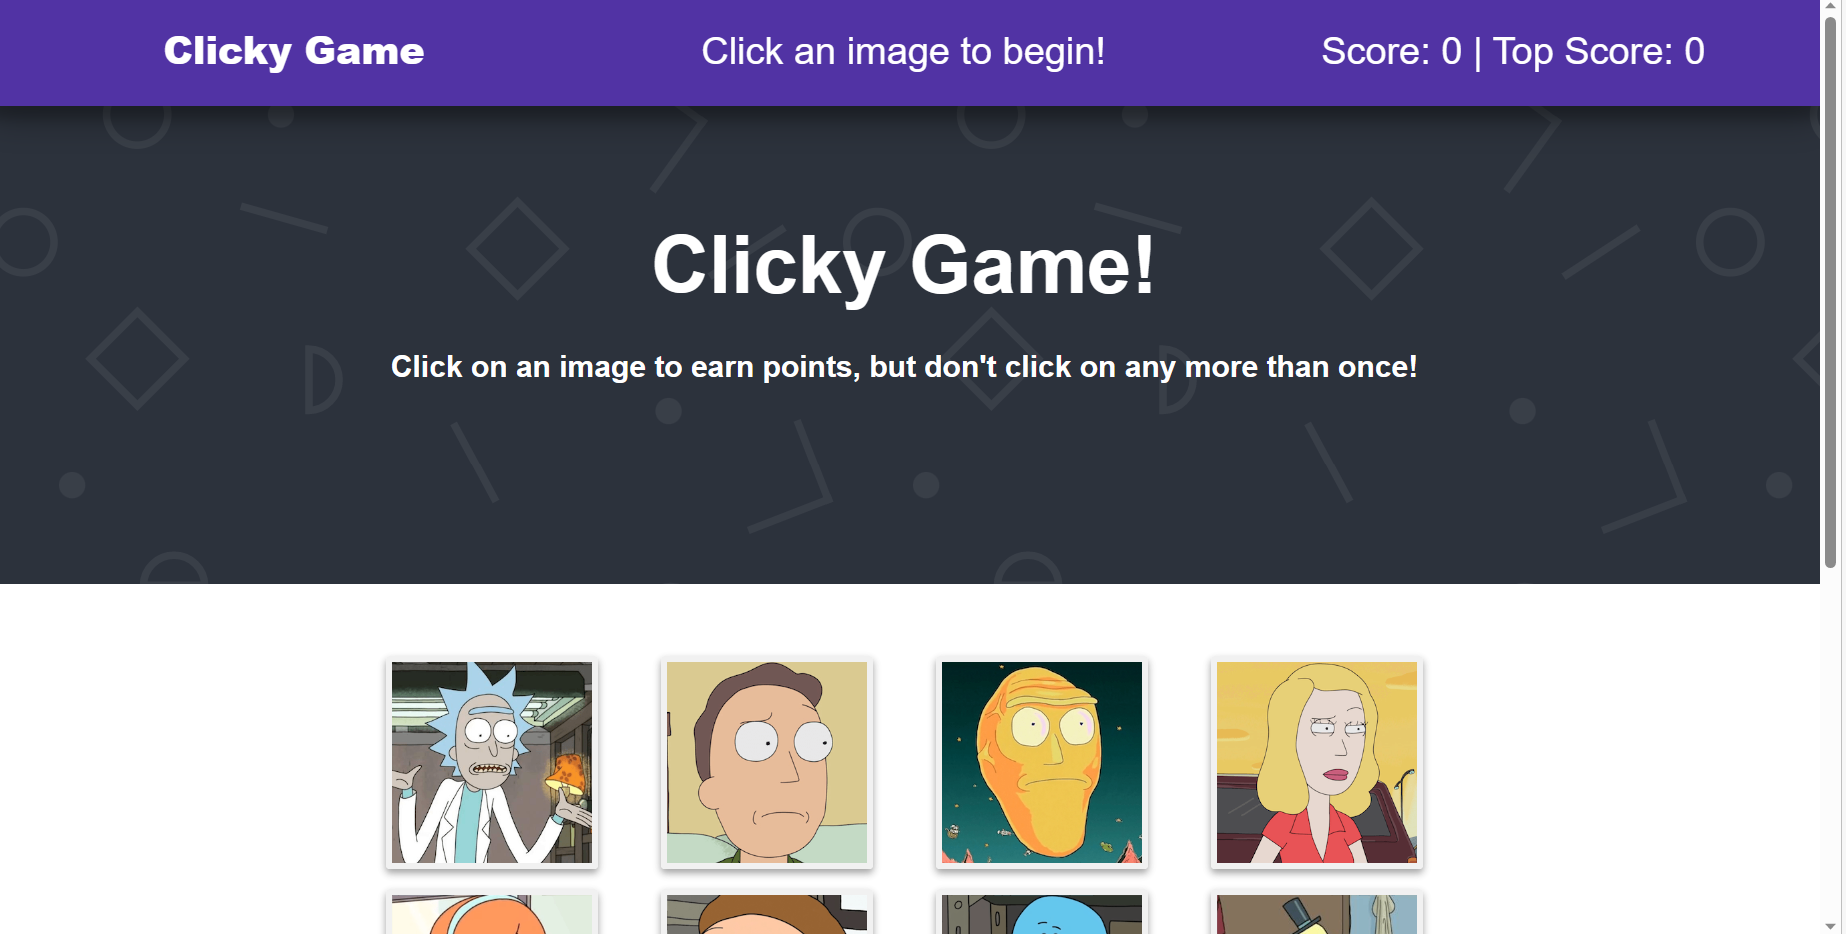 Clicky Game
Click an image to begin!
Score: 0 | Top Score: 0
Clicky Game!
Click on an image to earn points, but don't click on any more than once!